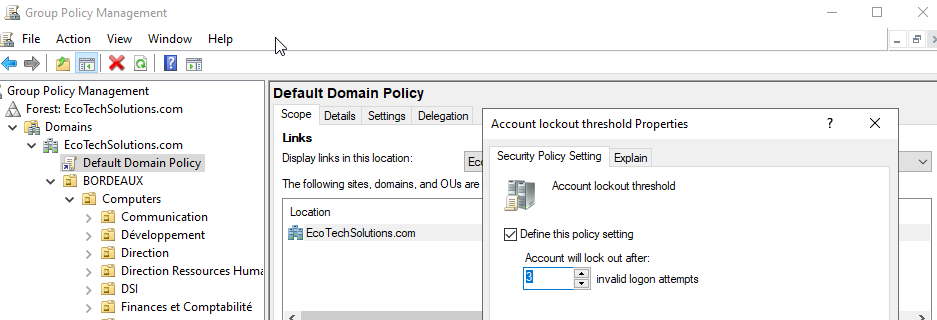 Group Policy Management
File Action View Window Help
Group Policy Management
Forest: EcoTechSolutions.com
Domains
EcoTechSolutions.com
Default Domain Policy
BORDEAUX
Computers
Communication
Développement
Direction
Direction Ressources Huma
DSI
Finances et Comptabilité
Default Domain Policy
Scope Details Settings Delegation
Links
Display links in this location: Eco
The following sites, domains, and OUs are
Location
EcoTechSolutions.com
Account lockout threshold Properties
? 
Security Policy Setting Explain
Account lockout threshold
Define this policy setting
Account will lock out after:
3 invalid logon attempts